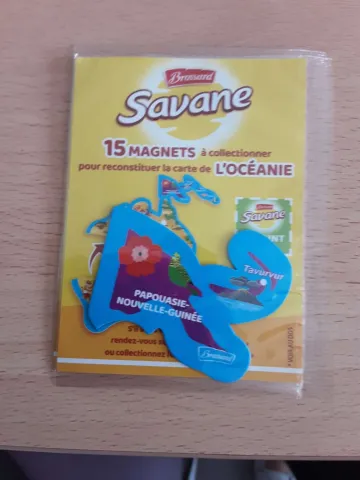 Brossard
Savane
15 MAGNETS à collectionner
pour reconstituer la carte de L'OCÉANIE
Brossard
Savane
Tavurvur
PAPOUASIE-
NOUVELLE-GUINÉE
Brossard
rendez-vous
ou collectionnez